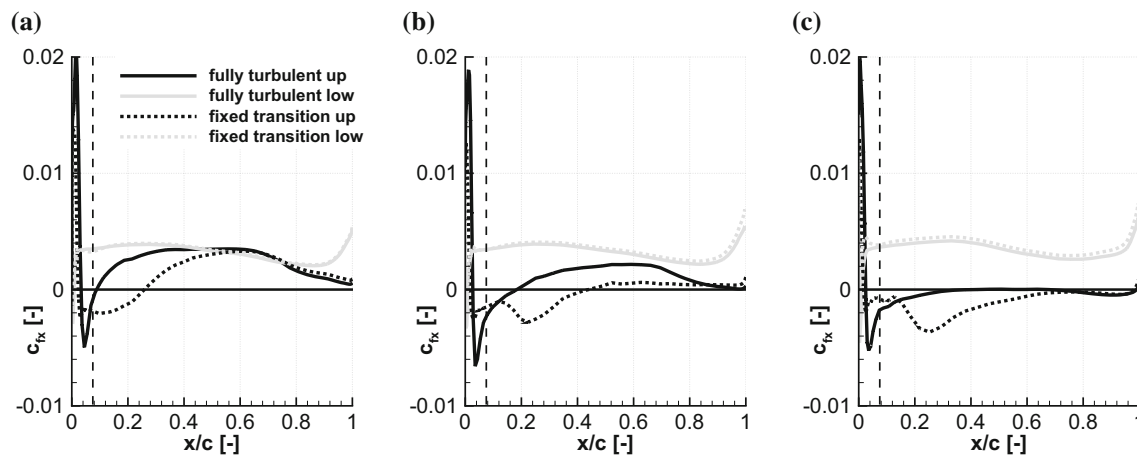 (a)
0.02
0.01
0
-0.01
c_fx [-]
0 0.2 0.4 0.6 0.8 1
x/c [-]
fully turbulent up
fully turbulent low
fixed transition up
fixed transition low
(b)
0.02
0.01
0
-0.01
c_fx [-]
0 0.2 0.4 0.6 0.8 1
x/c [-]
(c)
0.02
0.01
0
-0.01
c_fx [-]
0 0.2 0.4 0.6 0.8 1
x/c [-]